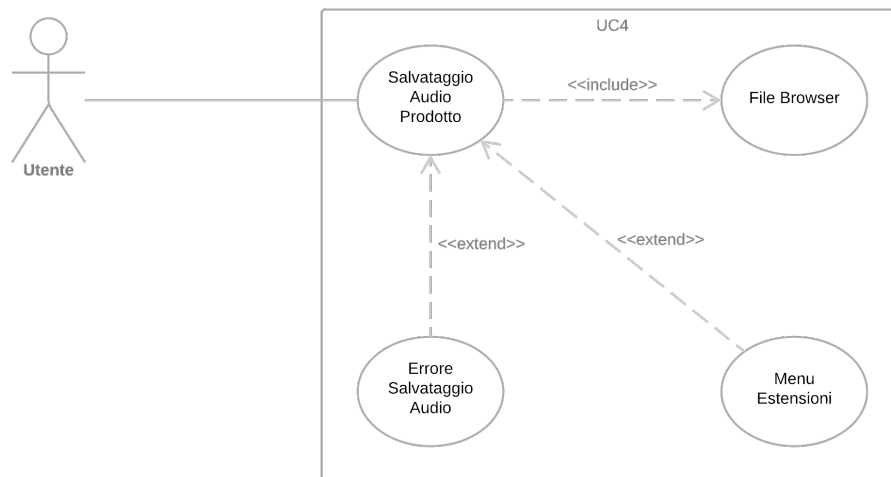 UC4
Salvataggio
Audio
Prodotto
<<include>>
File Browser
Utente
<<extend>>
<<extend>>
Errore
Salvataggio
Audio
Menu
Estensioni